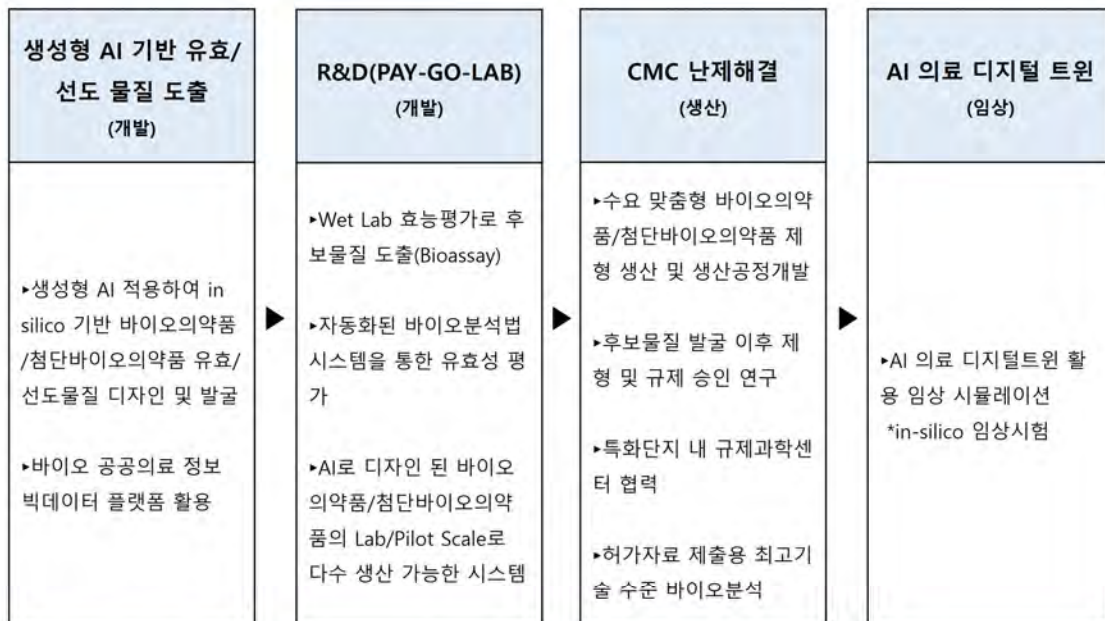 생성형 AI 기반 유효/
선도 물질 도출
(개발)
▸생성형 AI 적용하여 in
silico 기반 바이오의약품
/첨단바이오의약품 유효/
선도물질 디자인 및 발굴
▸바이오 공공의료 정보
빅데이터 플랫폼 활용
R&D(PAY-GO-LAB)
(개발)
▸Wet Lab 효능평가로 후
보물질 도출(Bioassay)
▸자동화된 바이오분석법
시스템을 통한 유효성 평
가
▸AI로 디자인 된 바이오
의약품/첨단바이오의약
품의 Lab/Pilot Scale로
다수 생산 가능한 시스템
CMC 난제해결
(생산)
▸수요 맞춤형 바이오의약
품/첨단바이오의약품 제
형 생산 및 생산공정개발
▸후보물질 발굴 이후 제
형 및 규제 승인 연구
▸특화단지 내 규제과학센
터 협력
▸허가자료 제출용 최고기
술 수준 바이오분석
AI 의료 디지털 트윈
(임상)
▸AI 의료 디지털트윈 활
용 임상 시뮬레이션
*in-silico 임상시험